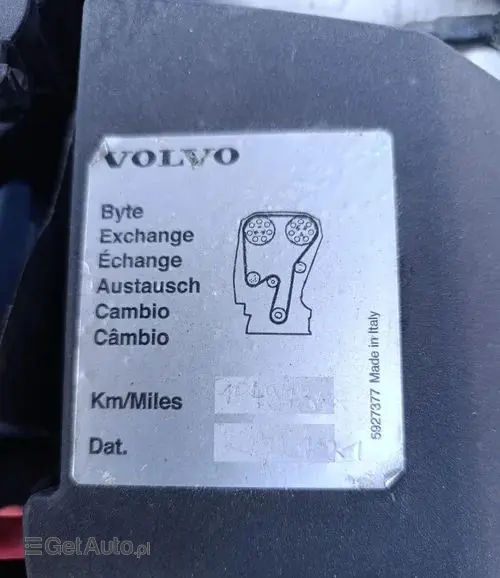 VOLVO
Byte
Exchange
Échange
Austausch
Cambio
Câmbio
Km/Miles
Dat.
5927377 Made in Italy
GetAuto.pl